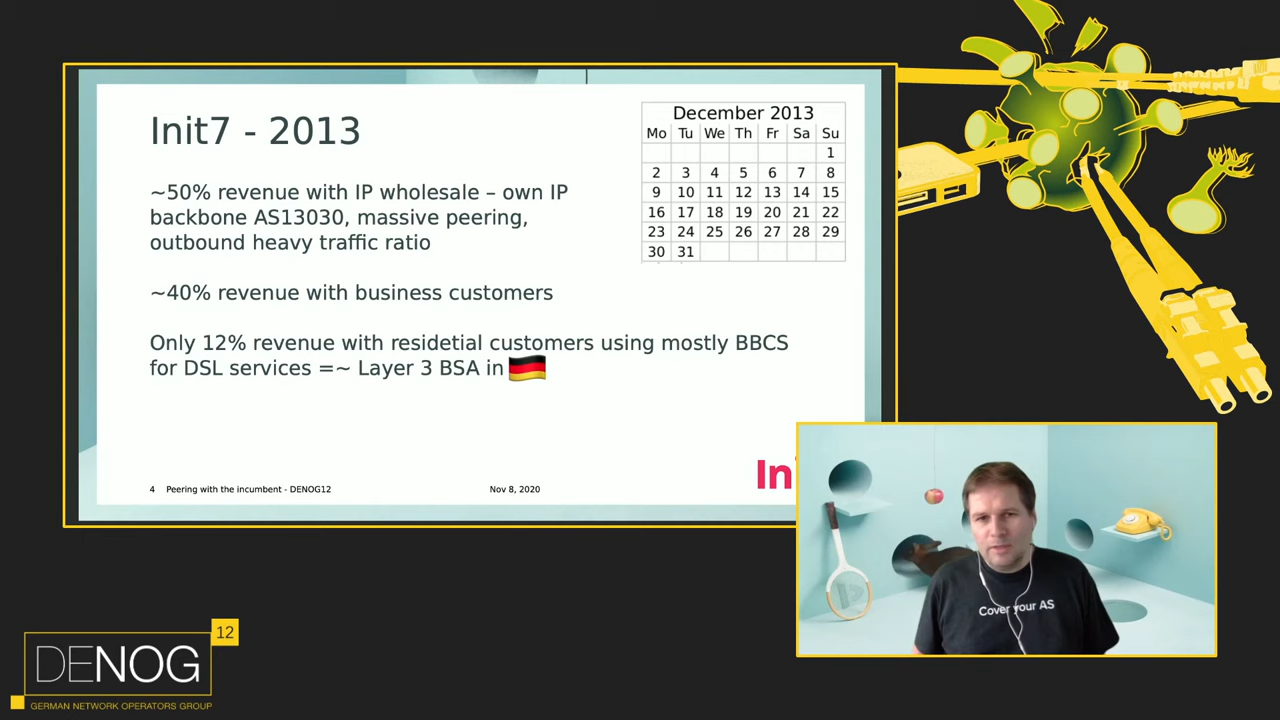 Init7 - 2013
~50% revenue with IP wholesale – own IP
backbone AS13030, massive peering,
outbound heavy traffic ratio
~40% revenue with business customers
Only 12% revenue with residetial customers using mostly BBCS
for DSL services =~ Layer 3 BSA in
December 2013
Mo Tu We Th Fr Sa Su
1
2 3 4 5 6 7 8
9 10 11 12 13 14 15
16 17 18 19 20 21 22
23 24 25 26 27 28 29
30 31
4 Peering with the incumbent - DENOG12 Nov 8, 2020
In
Cover your AS
12
DENOG
GERMAN NETWORK OPERATORS GROUP